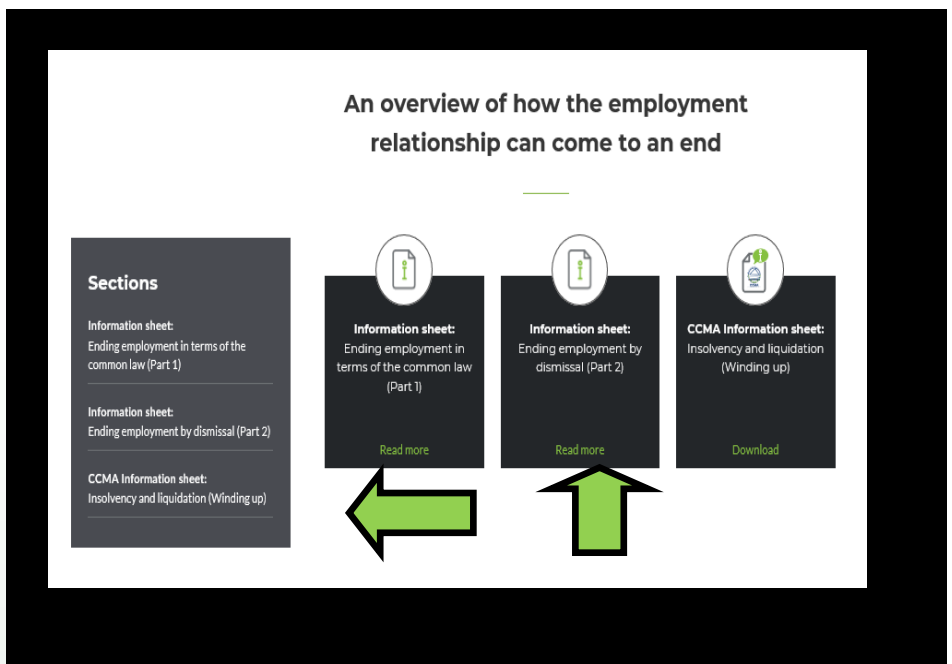 An overview of how the employment
relationship can come to an end
Sections
Information sheet:
Ending employment in terms of the
common law (Part 1)
Information sheet:
Ending employment by dismissal (Part 2)
CCMA Information sheet:
Insolvency and liquidation (Winding up)
Information sheet:
Ending employment in
terms of the common law
(Part 1)
Read more
Information sheet:
Ending employment by
dismissal (Part 2)
Read more
CCMA Information sheet:
Insolvency and liquidation
(Winding up)
Download